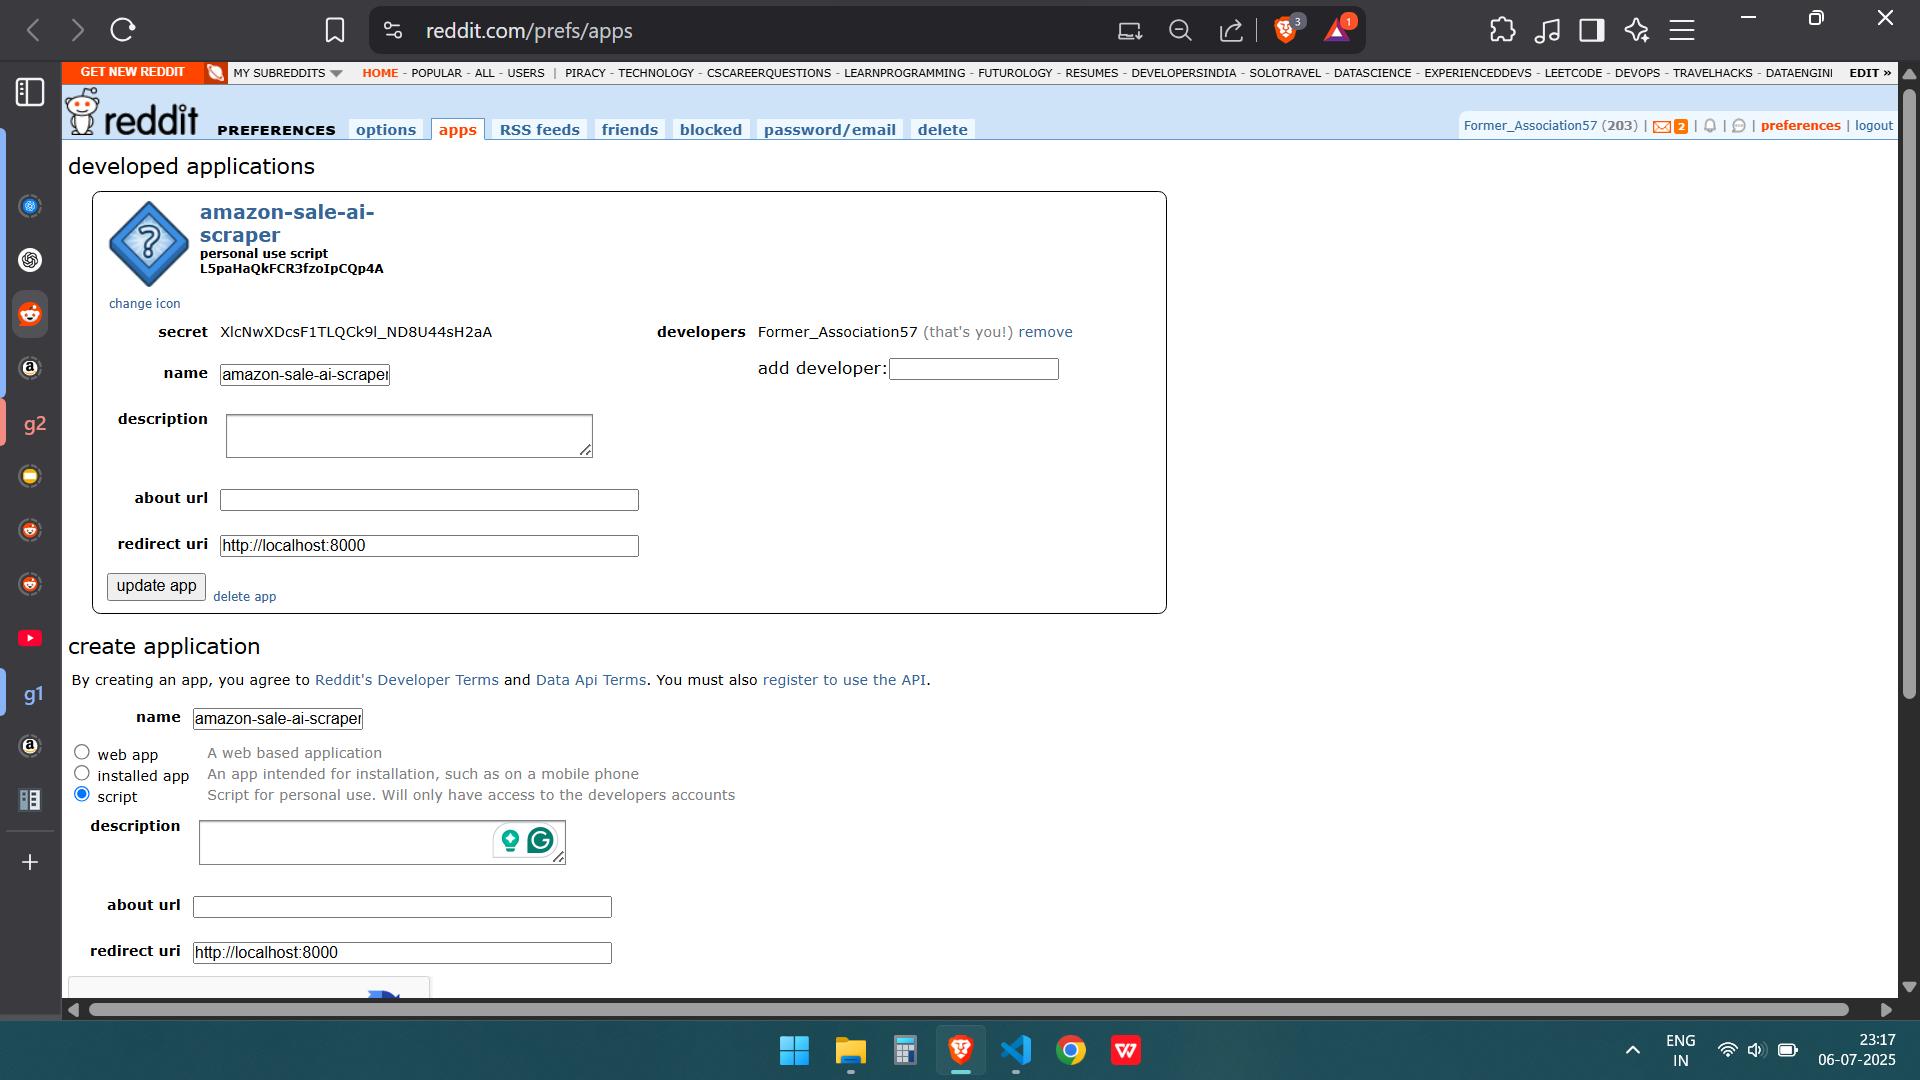 reddit.com/prefs/apps
3
1
GET NEW REDDIT
MY SUBREDDITS
HOME - POPULAR - ALL - USERS | PIRACY - TECHNOLOGY - CSCAREERQUESTIONS - LEARNPROGRAMMING - FUTUROLOGY - RESUMES - DEVELOPERSINDIA - SOLOTRAVEL - DATASCIENCE - EXPERIENCEDDEVS - LEETCODE - DEVOPS - TRAVELHACKS - DATAENGINI
EDIT »
reddit PREFERENCES options apps RSS feeds friends blocked password/email delete
Former_Association57 (203) | 2 | | | preferences | logout
developed applications
amazon-sale-ai-
scraper
personal use script
L5paHaQkFCR3fzoIpCQp4A
change icon
secret XlcNwXDcsF1TLQCk9l_ND8U44sH2aA
developers Former_Association57 (that's you!) remove
name amazon-sale-ai-scraper
add developer:
description
about url
redirect uri http://localhost:8000
update app delete app
create application
By creating an app, you agree to Reddit's Developer Terms and Data Api Terms. You must also register to use the API.
name amazon-sale-ai-scraper
web app A web based application
installed app An app intended for installation, such as on a mobile phone
script Script for personal use. Will only have access to the developers accounts
description
about url
redirect uri http://localhost:8000
g2
g1
ENG
IN
23:17
06-07-2025